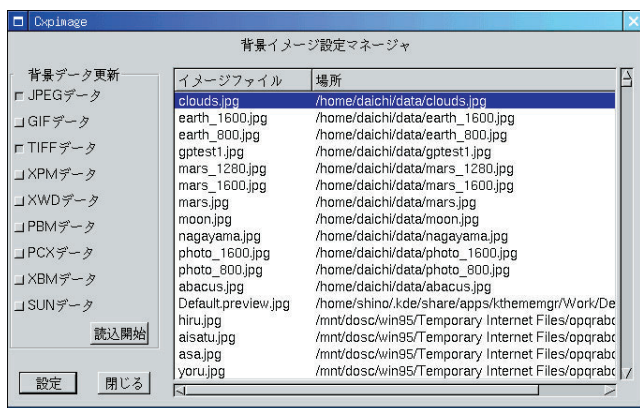 Cxpimage
背景イメージ設定マネージャ
背景データ更新
JPEGデータ
GIFデータ
TIFFデータ
XPMデータ
XWDデータ
PBMデータ
PCXデータ
XBMデータ
SUNデータ
読込開始
設定 閉じる
イメージファイル 場所
clouds.jpg /home/daichi/data/clouds.jpg
earth_1600.jpg /home/daichi/data/earth_1600.jpg
earth_800.jpg /home/daichi/data/earth_800.jpg
gptest1.jpg /home/daichi/data/gptest1.jpg
mars_1280.jpg /home/daichi/data/mars_1280.jpg
mars_1600.jpg /home/daichi/data/mars_1600.jpg
mars.jpg /home/daichi/data/mars.jpg
moon.jpg /home/daichi/data/moon.jpg
nagayama.jpg /home/daichi/data/nagayama.jpg
photo_1600.jpg /home/daichi/data/photo_1600.jpg
photo_800.jpg /home/daichi/data/photo_800.jpg
abacus.jpg /home/daichi/data/abacus.jpg
Default.preview.jpg /home/shino/.kde/share/apps/kthememgr/Work/De
hiru.jpg /mnt/dosc/win95/Temporary Internet Files/opqrabc
aisatu.jpg /mnt/dosc/win95/Temporary Internet Files/opqrabc
asa.jpg /mnt/dosc/win95/Temporary Internet Files/opqrabc
yoru.jpg /mnt/dosc/win95/Temporary Internet Files/opqrabc